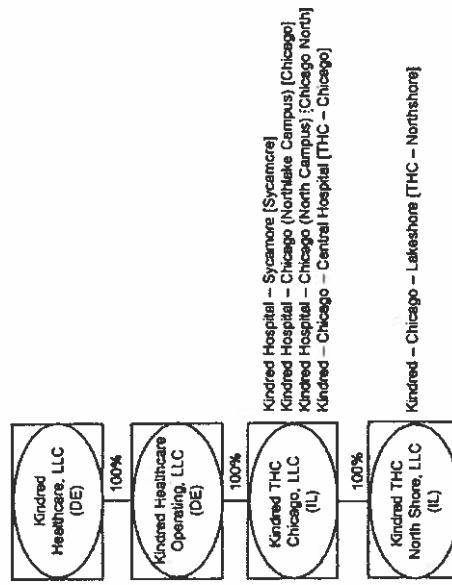 Kindred
Healthcare, LLC
(DE)
100%
Kindred Healthcare
Operating, LLC
(DE)
100%
Kindred THC
Chicago, LLC
(IL)
Kindred Hospital – Sycamore [Sycamore]
Kindred Hospital – Chicago (Northlake Campus) [Chicago]
Kindred Hospital – Chicago (North Campus) [Chicago North]
Kindred – Chicago – Central Hospital [THC – Chicago]
100%
Kindred THC
North Shore, LLC
(IL)
Kindred – Chicago – Lakeshore [THC – Northshore]